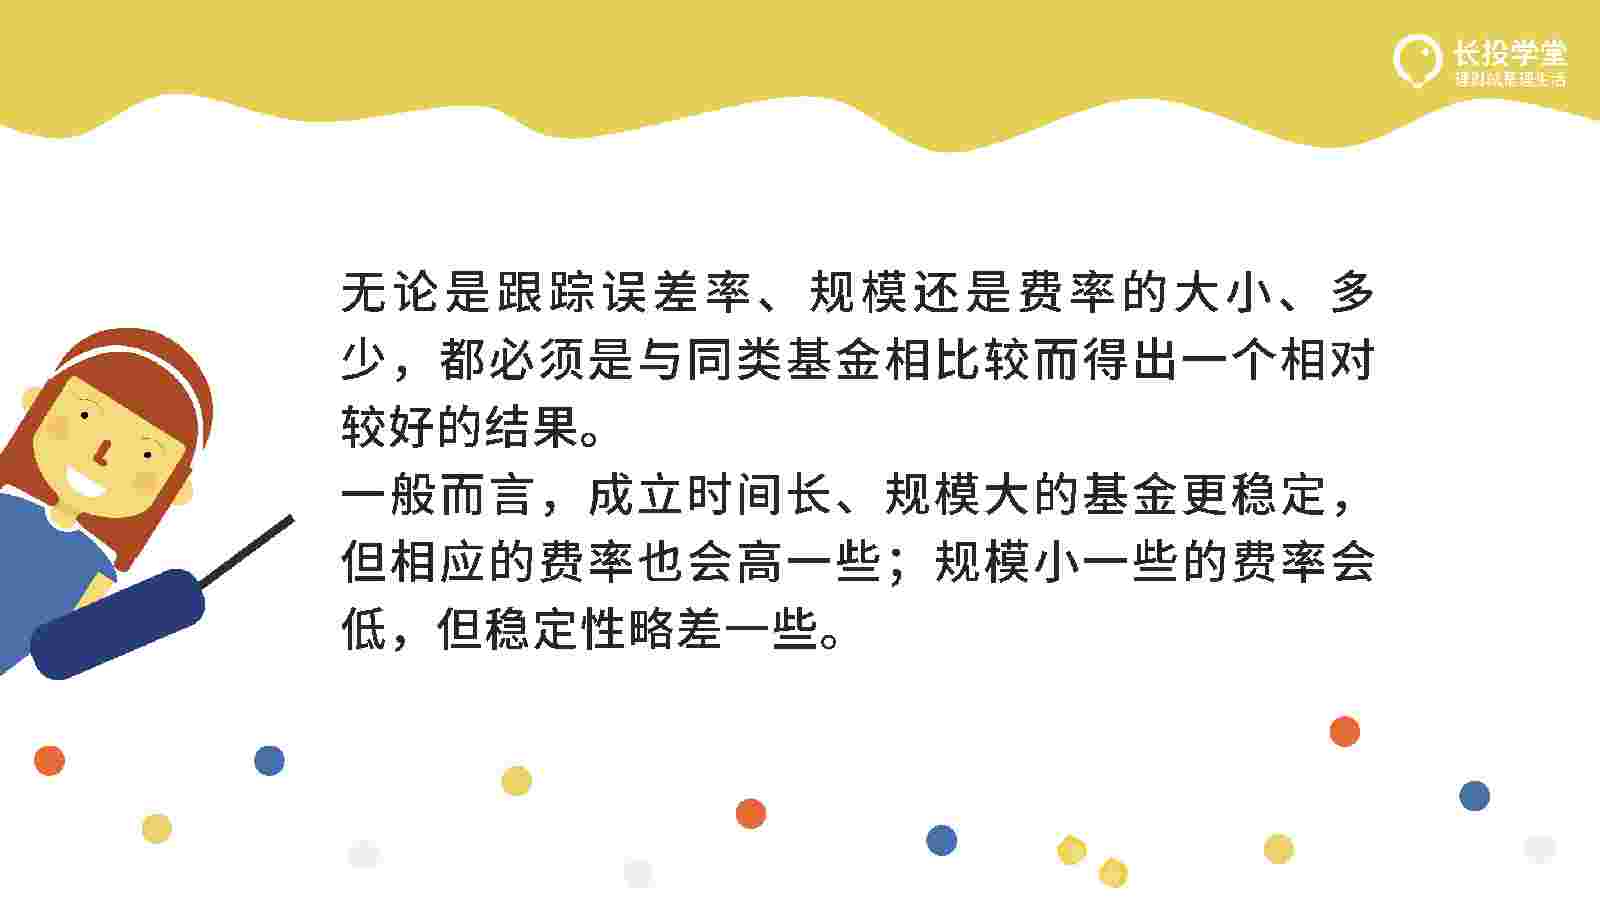 长投学堂
理财就是理生活
无论是跟踪误差率、规模还是费率的大小、多
少，都必须是与同类基金相比较而得出一个相对
较好的结果。
一般而言，成立时间长、规模大的基金更稳定，
但相应的费率也会高一些；规模小一些的费率会
低，但稳定性略差一些。